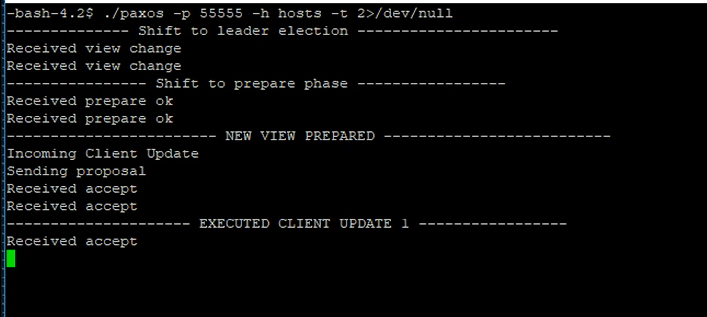 -bash-4.2$ ./paxos -p 55555 -h hosts -t 2>/dev/null
-------------- Shift to leader election -----------------------
Received view change
Received view change
---------------- Shift to prepare phase -----------------
Received prepare ok
Received prepare ok
------------------------ NEW VIEW PREPARED --------------------------
Incoming Client Update
Sending proposal
Received accept
Received accept
--------------------- EXECUTED CLIENT UPDATE 1 -----------------
Received accept